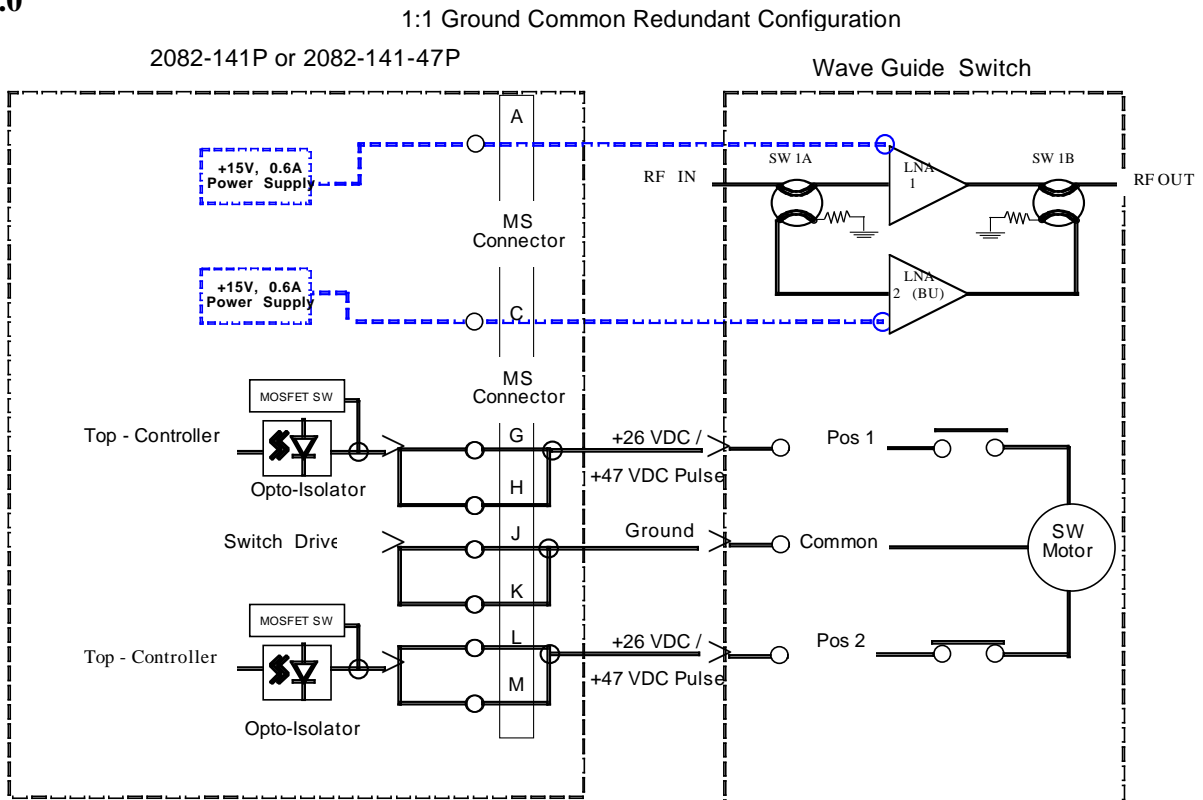 .0
1:1 Ground Common Redundant Configuration
2082-141P or 2082-141-47P
Wave Guide Switch
A
+15V, 0.6A
Power Supply
SW 1A
SW 1B
LNA
1
RF IN
RF OUT
MS
Connector
+15V, 0.6A
Power Supply
C
LNA
2 (BU)
MS
Connector
MOSFET SW
Top - Controller
G
+26 VDC /
Pos 1
+47 VDC Pulse
Opto-Isolator
H
Switch Drive
J
Ground
Common
SW
Motor
K
MOSFET SW
L
+26 VDC /
Pos 2
Top - Controller
+47 VDC Pulse
M
Opto-Isolator